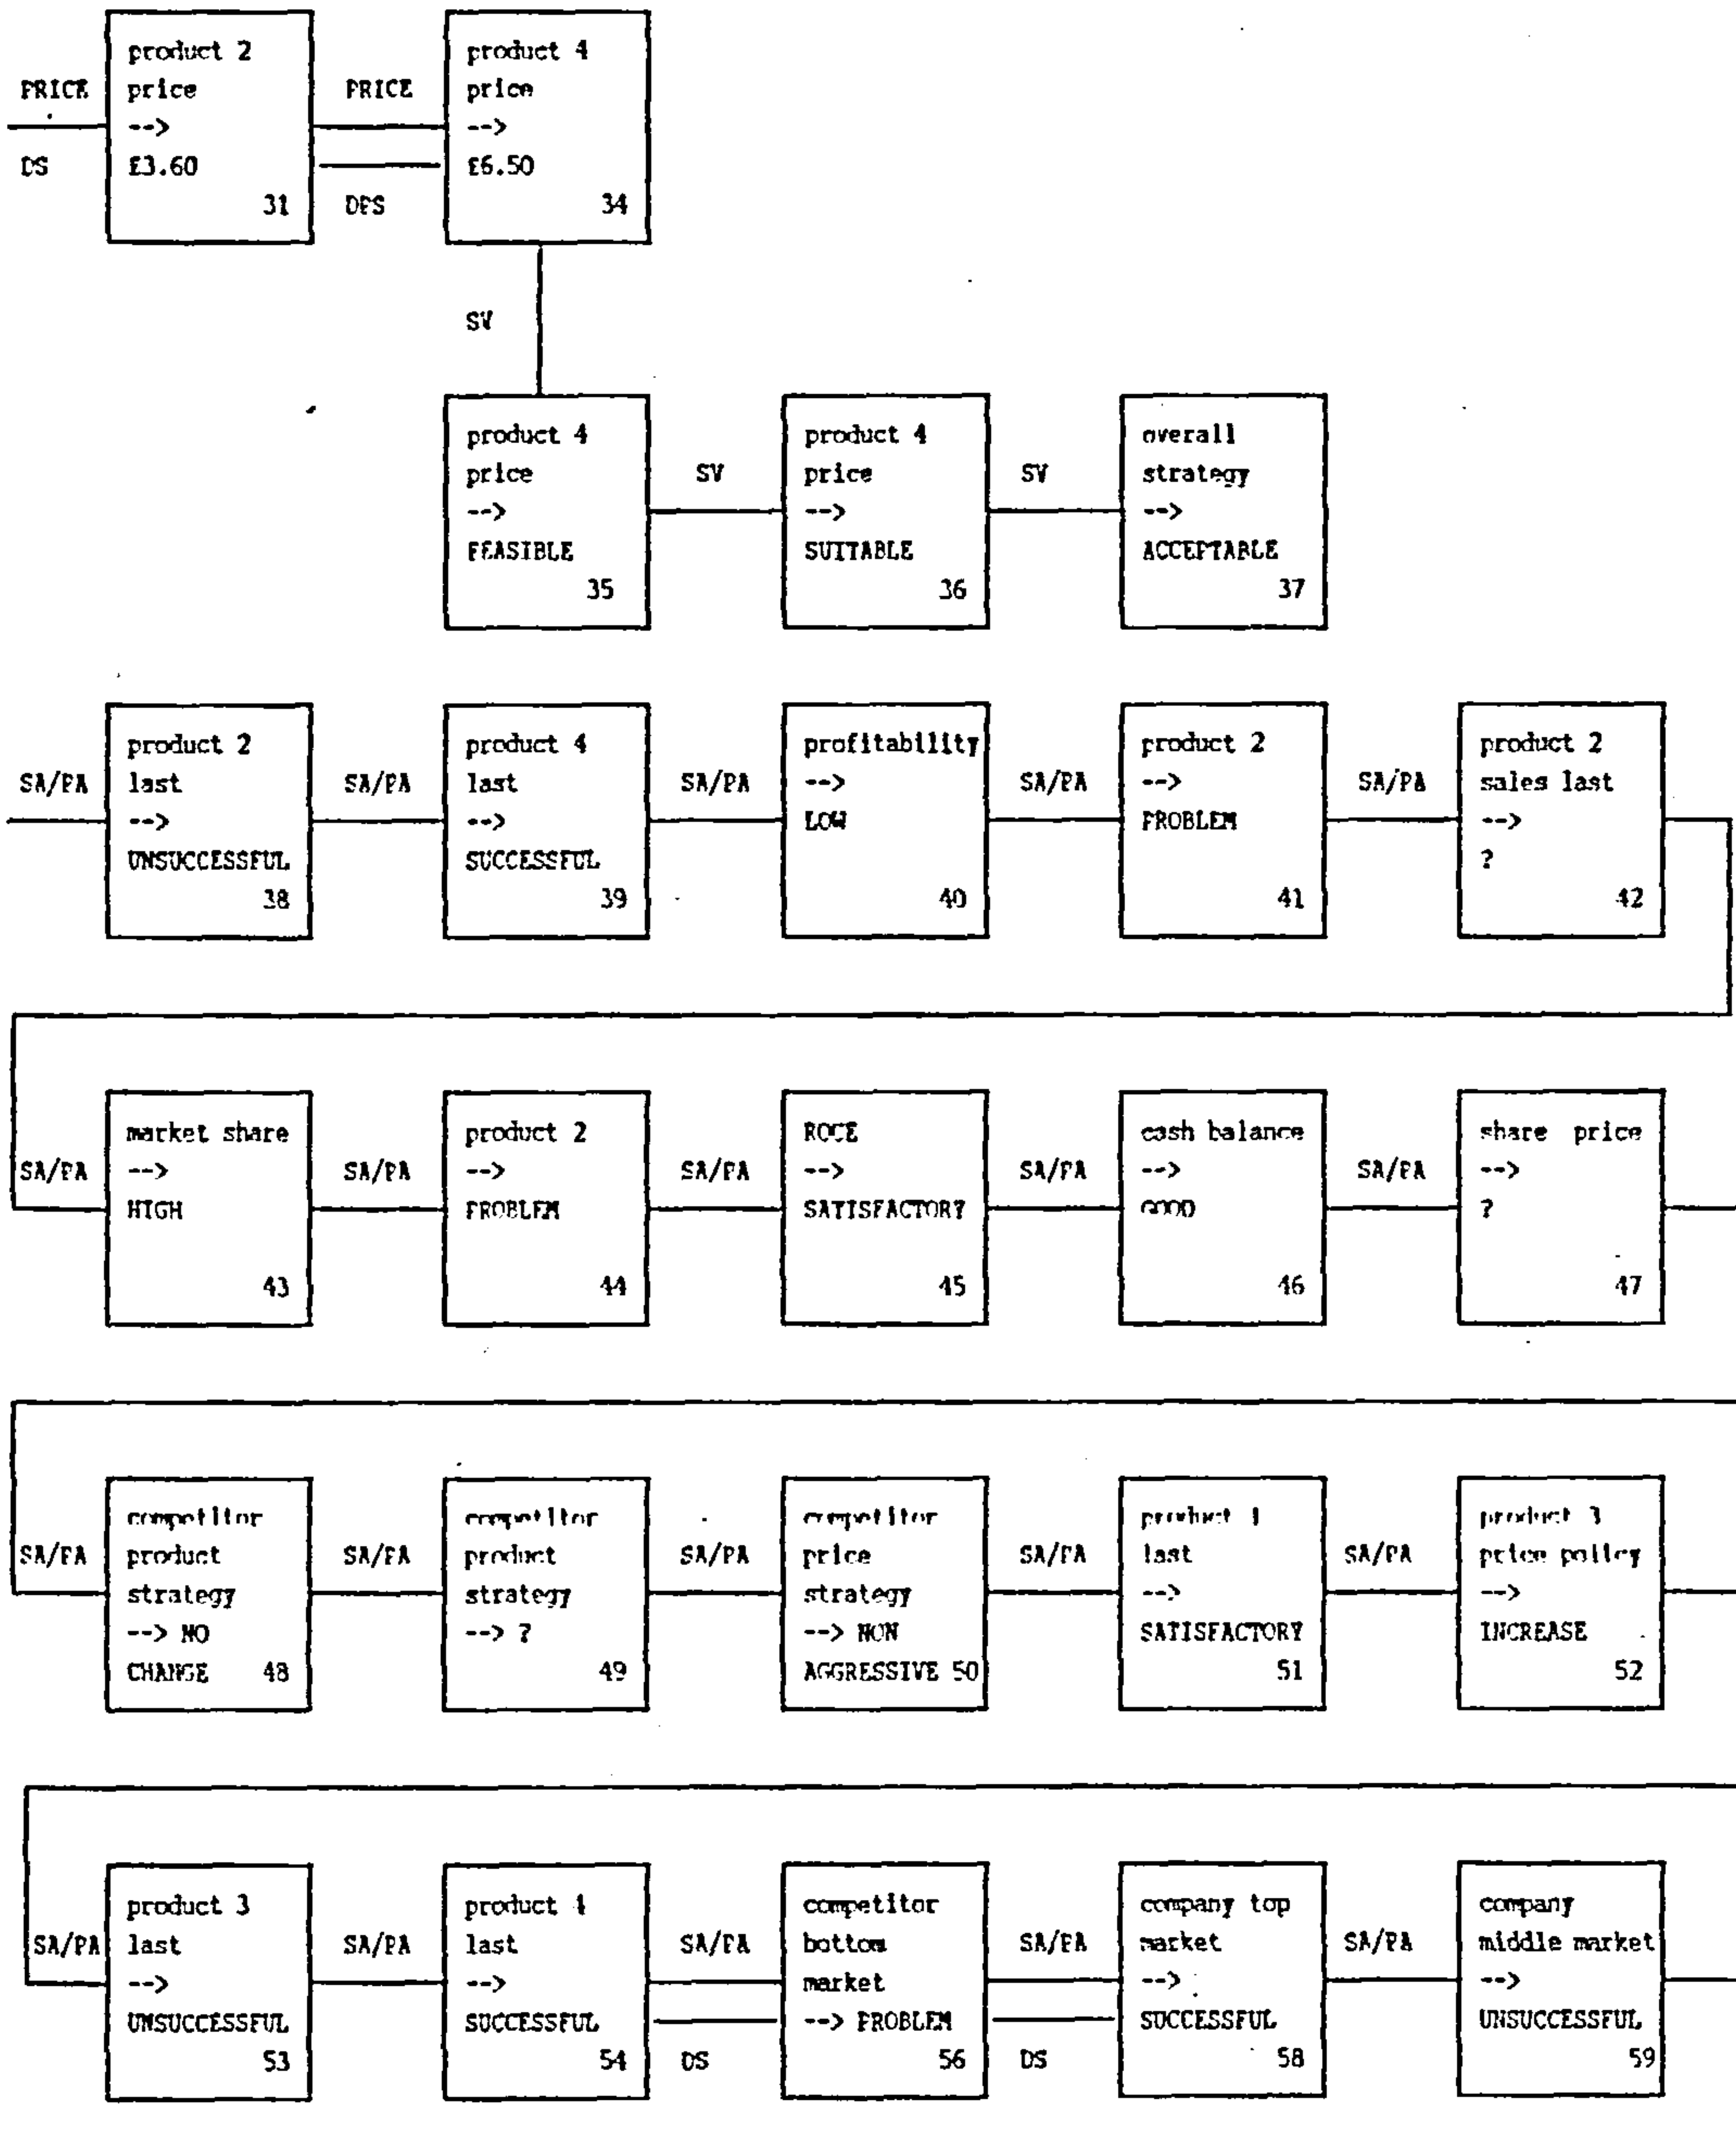 PRICE
DS
product 2
price
-->
£3.60
31
PRICE
DPS
product 4
price
-->
£6.50
34
SV
product 4
price
-->
FEASIBLE
35
SV
product 4
price
-->
SUITABLE
36
SV
overall
strategy
-->
ACCEPTABLE
37
SA/PA
product 2
last
-->
UNSUCCESSFUL
38
SA/PA
product 4
last
-->
SUCCESSFUL
39
SA/PA
profitability
-->
LOW
40
SA/PA
product 2
-->
PROBLEM
41
SA/PA
product 2
sales last
-->
?
42
SA/PA
market share
-->
HIGH
43
SA/PA
product 2
-->
PROBLEM
44
SA/PA
ROCE
-->
SATISFACTORY
45
SA/PA
cash balance
-->
GOOD
46
SA/PA
share price
-->
?
47
SA/PA
competitor
product
strategy
--> NO
CHANGE 48
SA/PA
competitor
product
strategy
--> ?
49
SA/PA
competitor
price
strategy
--> NON
AGGRESSIVE 50
SA/PA
product 1
last
-->
SATISFACTORY
51
SA/PA
product 3
price policy
-->
INCREASE
52
SA/PA
product 3
last
-->
UNSUCCESSFUL
53
SA/PA
product
last
-->
SUCCESSFUL
54
SA/PA
DS
competitor
bottom
market
--> PROBLEM
56
SA/PA
DS
company top
market
-->
SUCCESSFUL
58
SA/PA
company
middle market
-->
UNSUCCESSFUL
59